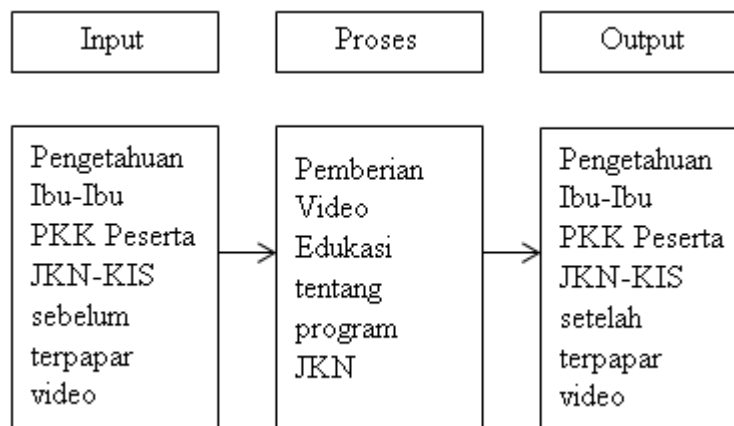 Input
Proses
Output
Pengetahuan
Ibu-Ibu
PKK Peserta
JKN-KIS
sebelum
terpapar
video
Pemberian
Video
Edukasi
tentang
program
JKN
Pengetahuan
Ibu-Ibu
PKK Peserta
JKN-KIS
setelah
terpapar
video